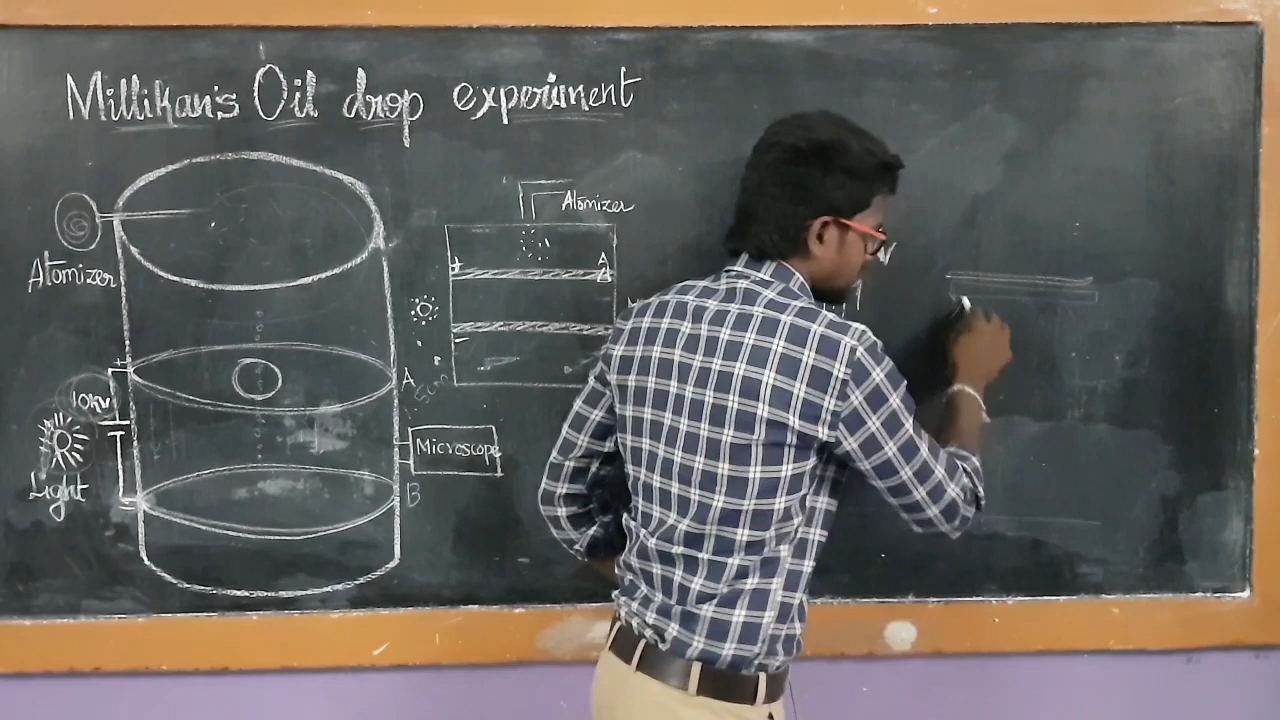 Millikan's Oil drop experiment
Atomizer
Atomizer
+
A
+
10kv
A
Microscope
Light
B